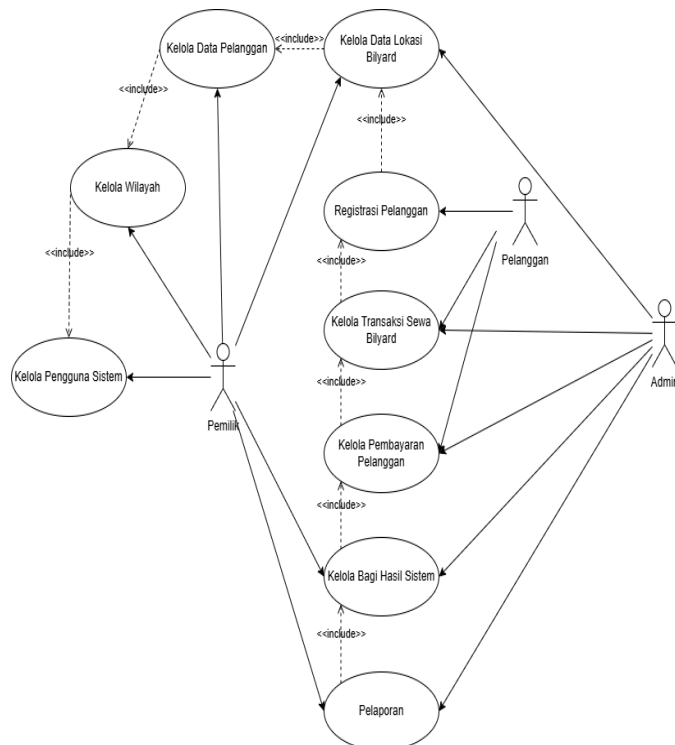 Kelola Data Pelanggan
<<include>>
Kelola Data Lokasi
Bilyard
<<include>>
<<include>>
Kelola Wilayah
Registrasi Pelanggan
Pelanggan
<<include>>
<<include>>
Kelola Transaksi Sewa
Bilyard
Kelola Pengguna Sistem
Pemilik
Admin
<<include>>
Kelola Pembayaran
Pelanggan
<<include>>
Kelola Bagi Hasil Sistem
<<include>>
Pelaporan